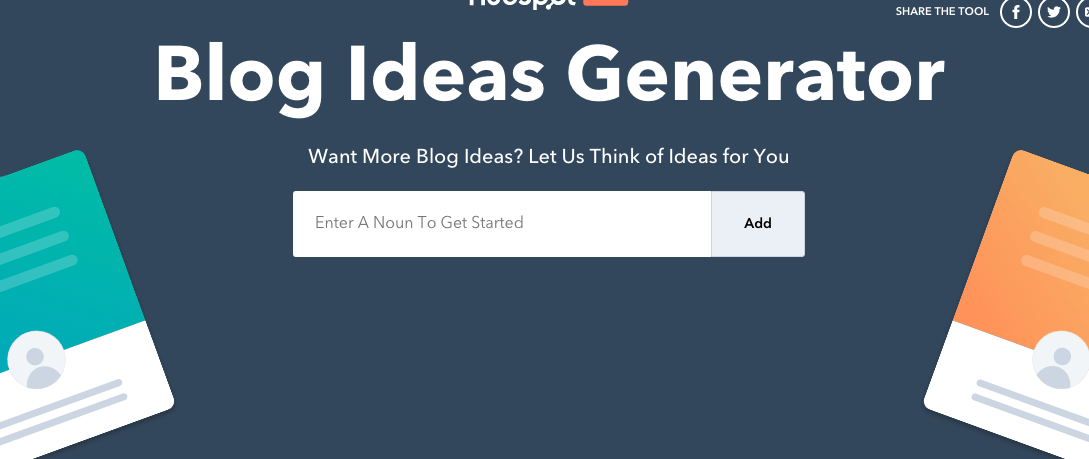 HubSpot
SHARE THE TOOL
Blog Ideas Generator
Want More Blog Ideas? Let Us Think of Ideas for You
Enter A Noun To Get Started
Add